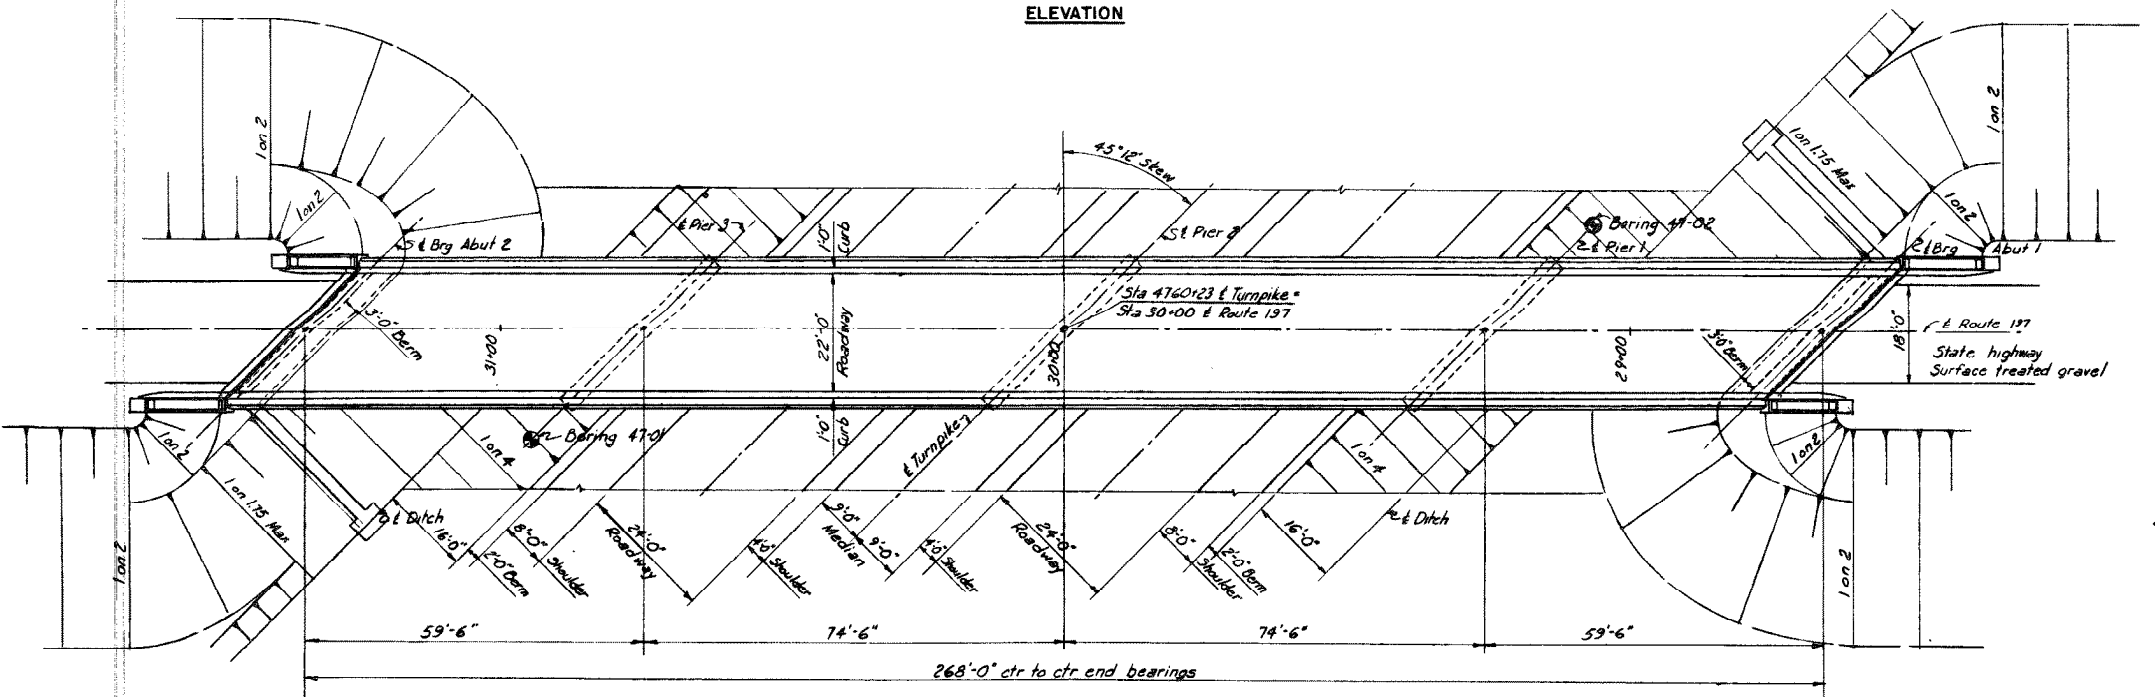 ELEVATION
1 on 2
1 on 2
45°12' skew
1 on 1.75 Max
1 on 2
1 on 2
℄ Pier 3
1'-0"
Curb
℄ Pier 2
Boring 47-02
℄ Pier 1
℄ Brg Abut 2
℄ Brg Abut 1
Sta 4760+23 ℄ Turnpike =
Sta 30+00 ℄ Route 197
3'-0" Berm
31+00
22'-0"
Roadway
30+00
29+00
3'-0" Berm
18'-0"
℄ Route 197
State highway
Surface treated gravel
1'-0"
Curb
1 on 2
Boring 47-01
1 on 4
℄ Turnpike
1 on 4
1 on 2
1 on 1.75 Max
℄ Ditch
16'-0"
2'-0" Berm
8'-0"
Shoulder
24'-0"
Roadway
4'-0"
Shoulder
9'-0"
Median
9'-0"
4'-0"
Shoulder
24'-0"
Roadway
8'-0"
Shoulder
2'-0" Berm
16'-0"
℄ Ditch
1 on 2
1 on 2
59'-6"
74'-6"
74'-6"
59'-6"
268'-0" ctr to ctr end bearings